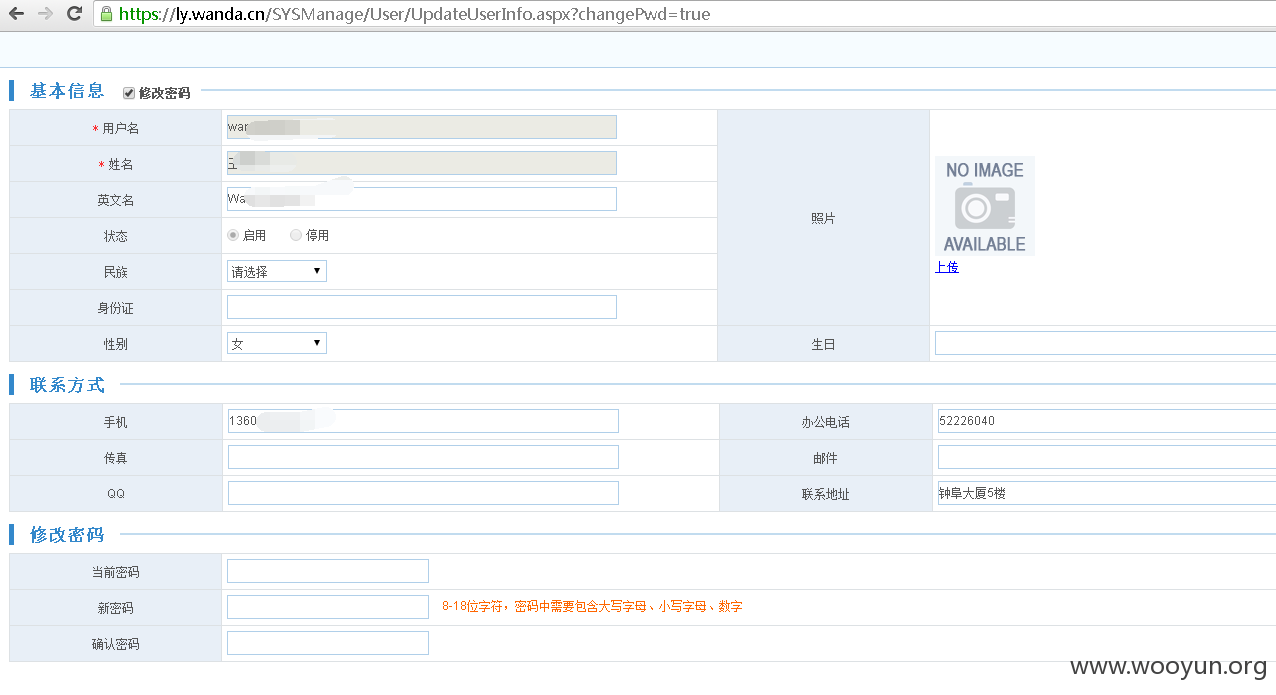 https://ly.wanda.cn/SYSManage/User/UpdateUserInfo.aspx?changePwd=true
基本信息 修改密码
* 用户名 war
* 姓名
英文名 Wa
状态 启用 停用
民族 请选择
身份证
性别 女
照片
NO IMAGE
AVAILABLE
上传
生日
联系方式
手机 1360 办公电话 52226040
传真 邮件
QQ 联系地址 钟阜大厦5楼
修改密码
当前密码
新密码 8-18位字符，密码中需要包含大写字母、小写字母、数字
确认密码
www.wooyun.org